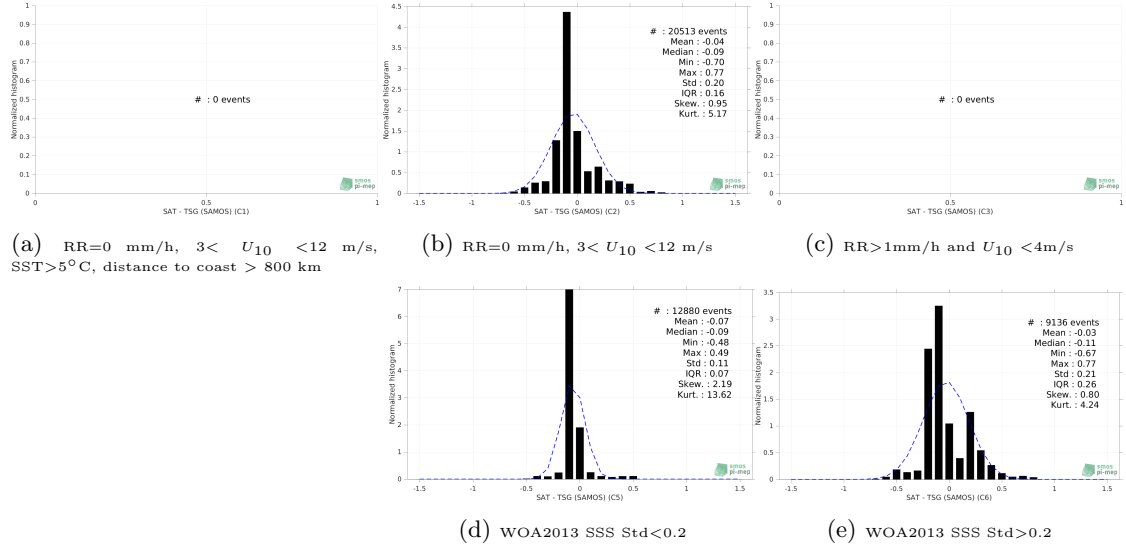 1
0.9
0.8
0.7
0.6
0.5
0.4
0.3
0.2
0.1
0
Normalized histogram
# : 0 events
smos
pi-mep
0 0.5 1
SAT - TSG (SAMOS) (C1)
4.5
4
3.5
3
2.5
2
1.5
1
0.5
0
Normalized histogram
# : 20513 events
Mean : -0.04
Median : -0.09
Min : -0.70
Max : 0.77
Std : 0.20
IQR : 0.16
Skew. : 0.95
Kurt. : 5.17
smos
pi-mep
-1.5 -1 -0.5 0 0.5 1 1.5
SAT - TSG (SAMOS) (C2)
1
0.9
0.8
0.7
0.6
0.5
0.4
0.3
0.2
0.1
0
Normalized histogram
# : 0 events
smos
pi-mep
0 0.5 1
SAT - TSG (SAMOS) (C3)
(a) RR=0 mm/h, 3< U10 <12 m/s,
SST>5°C, distance to coast > 800 km
(b) RR=0 mm/h, 3< U10 <12 m/s
(c) RR>1mm/h and U10 <4m/s
7
6
5
4
3
2
1
0
Normalized histogram
# : 12880 events
Mean : -0.07
Median : -0.09
Min : -0.48
Max : 0.49
Std : 0.11
IQR : 0.07
Skew. : 2.19
Kurt. : 13.62
smos
pi-mep
-1.5 -1 -0.5 0 0.5 1 1.5
SAT - TSG (SAMOS) (C5)
3.5
3
2.5
2
1.5
1
0.5
0
Normalized histogram
# : 9136 events
Mean : -0.03
Median : -0.11
Min : -0.67
Max : 0.77
Std : 0.21
IQR : 0.26
Skew. : 0.80
Kurt. : 4.24
smos
pi-mep
-1.5 -1 -0.5 0 0.5 1 1.5
SAT - TSG (SAMOS) (C6)
(d) WOA2013 SSS Std<0.2
(e) WOA2013 SSS Std>0.2